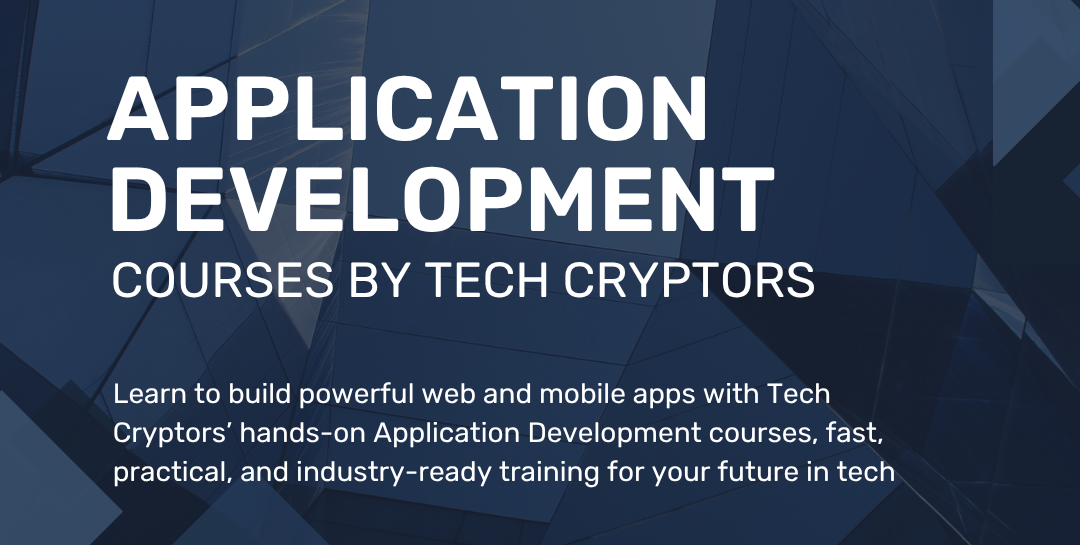 APPLICATION
DEVELOPMENT
COURSES BY TECH CRYPTORS
Learn to build powerful web and mobile apps with Tech
Cryptors’ hands-on Application Development courses, fast,
practical, and industry-ready training for your future in tech